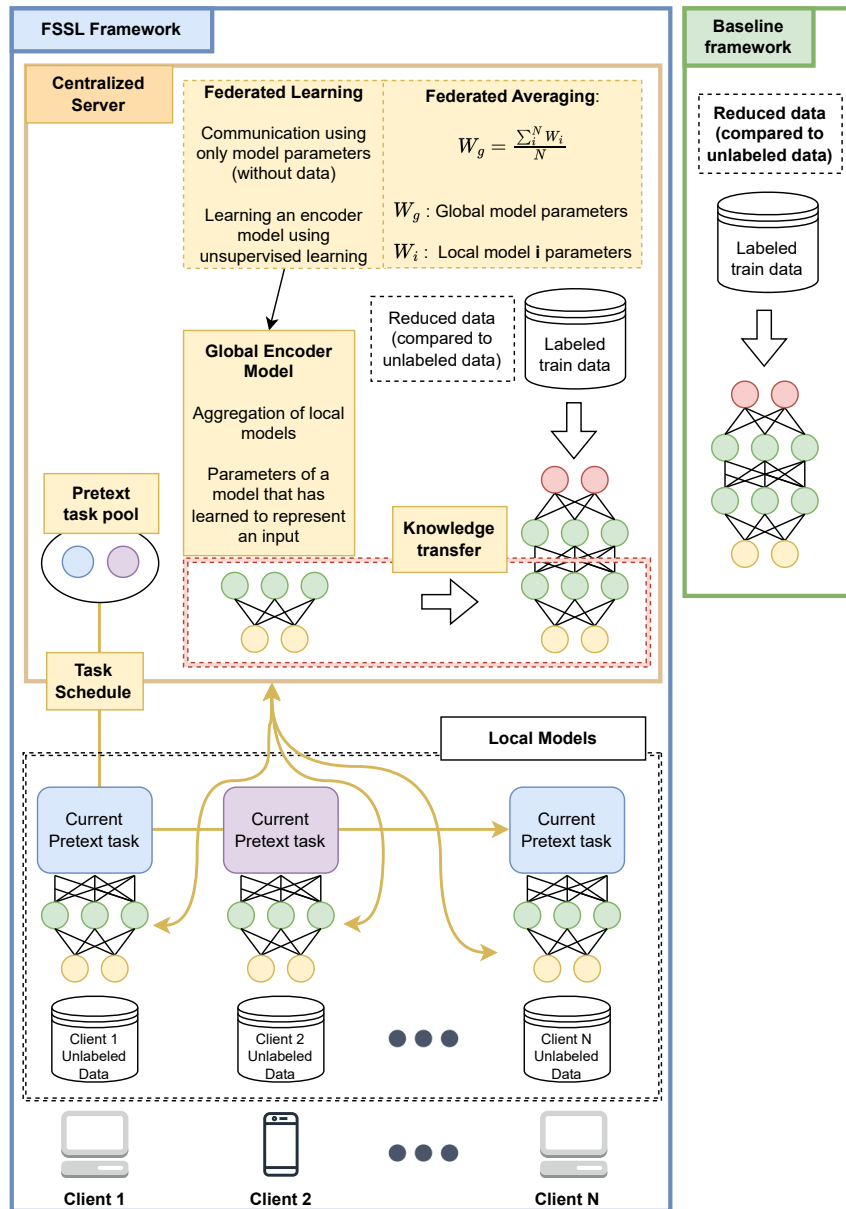 FSSL Framework
Centralized
Server
Federated Learning
Communication using
only model parameters
(without data)
Learning an encoder
model using
unsupervised learning
Federated Averaging:
W_g = \frac{\sum_i^N W_i}{N}
W_g : Global model parameters
W_i : Local model i parameters
Reduced data
(compared to
unlabeled data)
Labeled
train data
Global Encoder
Model
Aggregation of local
models
Parameters of a
model that has
learned to represent
an input
Pretext
task pool
Knowledge
transfer
Task
Schedule
Local Models
Current
Pretext task
Current
Pretext task
Current
Pretext task
Client 1
Unlabeled
Data
Client 2
Unlabeled
Data
Client N
Unlabeled
Data
Client 1
Client 2
Client N
Baseline
framework
Reduced data
(compared to
unlabeled data)
Labeled
train data